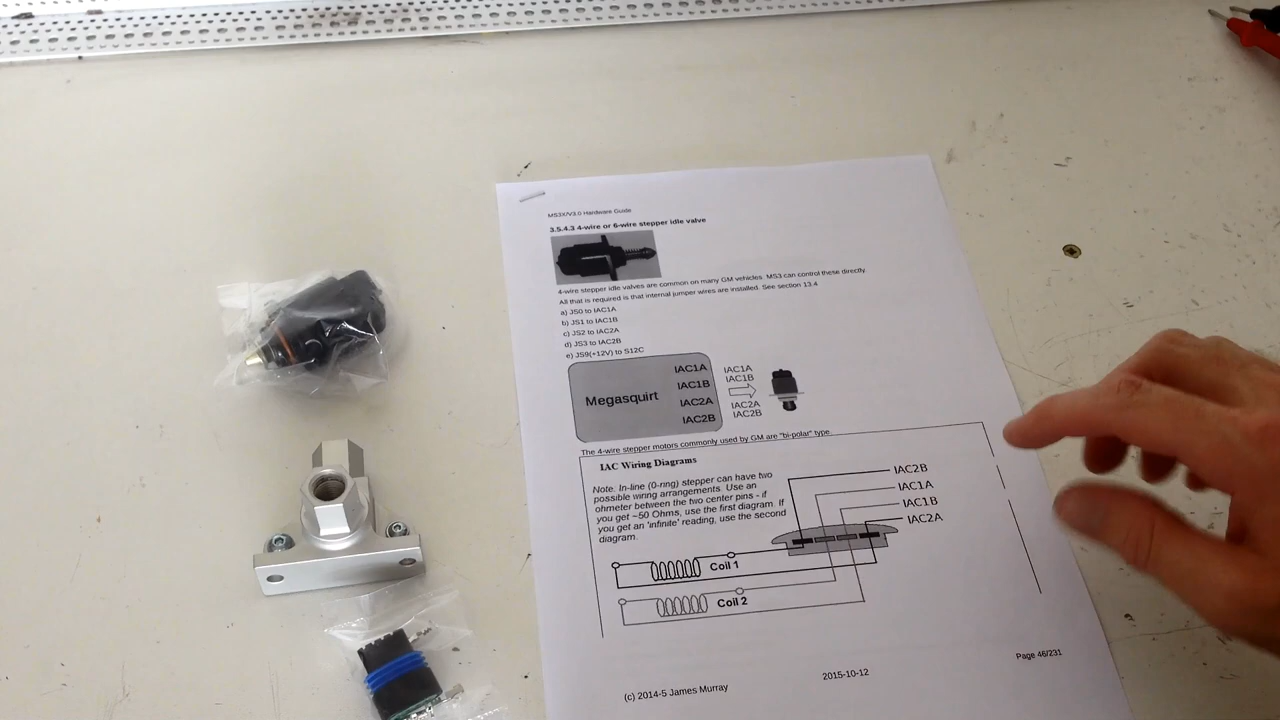 MS3X/V3.0 Hardware Guide
3.5.4.3 4-wire or 6-wire stepper idle valve
4-wire stepper idle valves are common on many GM vehicles. MS3 can control these directly.
All that is required is that internal jumper wires are installed. See section 13.4
a) JS0 to IAC1A
b) JS1 to IAC1B
c) JS2 to IAC2A
d) JS3 to IAC2B
e) JS9(+12V) to S12C
Megasquirt
IAC1A
IAC1B
IAC2A
IAC2B
IAC1A
IAC1B
IAC2A
IAC2B
The 4-wire stepper motors commonly used by GM are "bi-polar" type.
IAC Wiring Diagrams
Note. In-line (0-ring) stepper can have two
possible wiring arrangements. Use an
ohmeter between the two center pins - if
you get ~50 Ohms, use the first diagram. If
you get an 'infinite' reading, use the second
diagram.
IAC2B
IAC1A
IAC1B
IAC2A
Coil 1
Coil 2
(c) 2014-5 James Murray
2015-10-12
Page 46/231